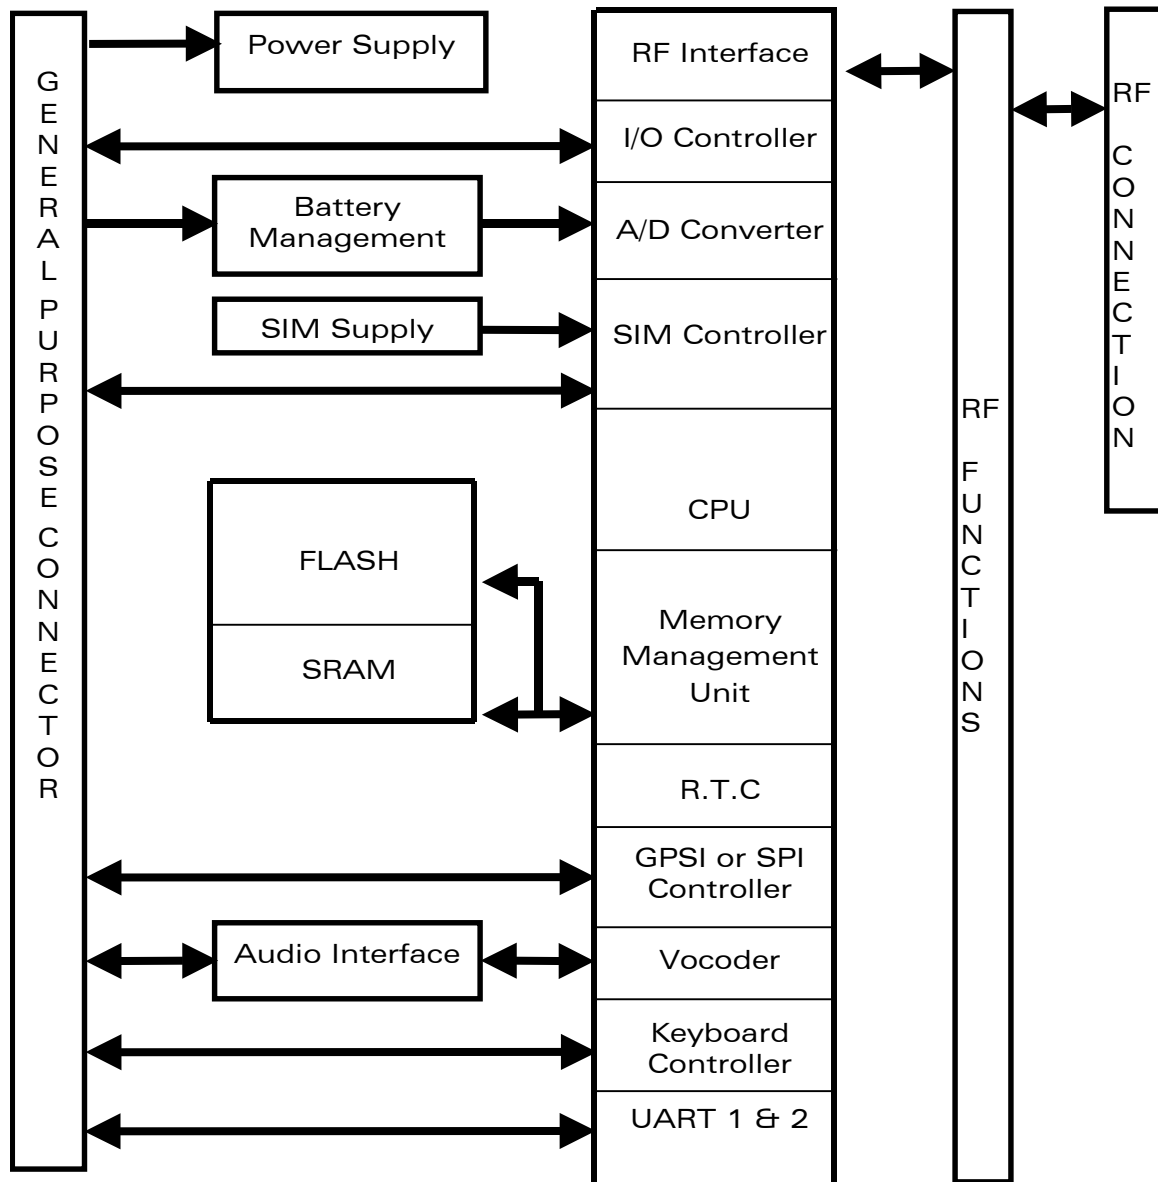 GENERAL PURPOSE CONNECTOR
Power Supply
Battery
Management
SIM Supply
FLASH
SRAM
Audio Interface
RF Interface
I/O Controller
A/D Converter
SIM Controller
CPU
Memory
Management
Unit
R.T.C
GPSI or SPI
Controller
Vocoder
Keyboard
Controller
UART 1 & 2
RF FUNCTIONS
RF CONNECTION